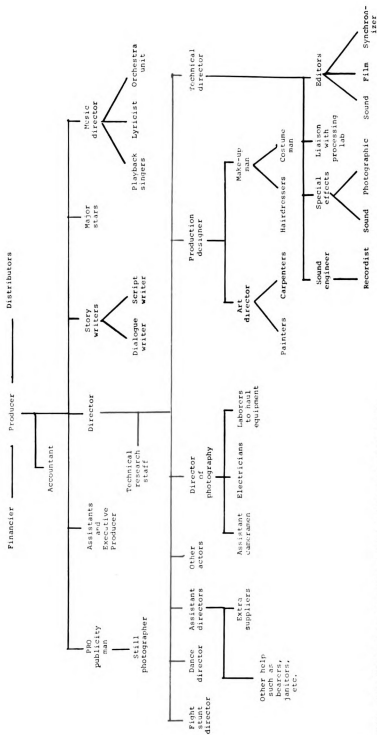 Financier
Producer
Distributors
Accountant
PRO
publicity
man
Assistants
and
Executive
Producer
Director
Story
writers
Major
stars
Music
director
Still
photographer
Technical
research
staff
Dialogue
writer
Script
writer
Playback
singers
Lyricist
Orchestra
unit
Fight
stunt
director
Dance
director
Assistant
directors
Other
actors
Director
of
photography
Production
designer
Technical
director
Other help
such as
bearers,
janitors,
etc.
Extra
suppliers
Assistant
cameramen
Electricians
Laborers
to haul
equipment
Art
director
Make-up
man
Painters
Carpenters
Hairdressers
Costume
man
Sound
engineer
Special
effects
Liaison
with
processing
lab
Editors
Recordist
Sound
Photographic
Sound
Film
Synchron-
izer